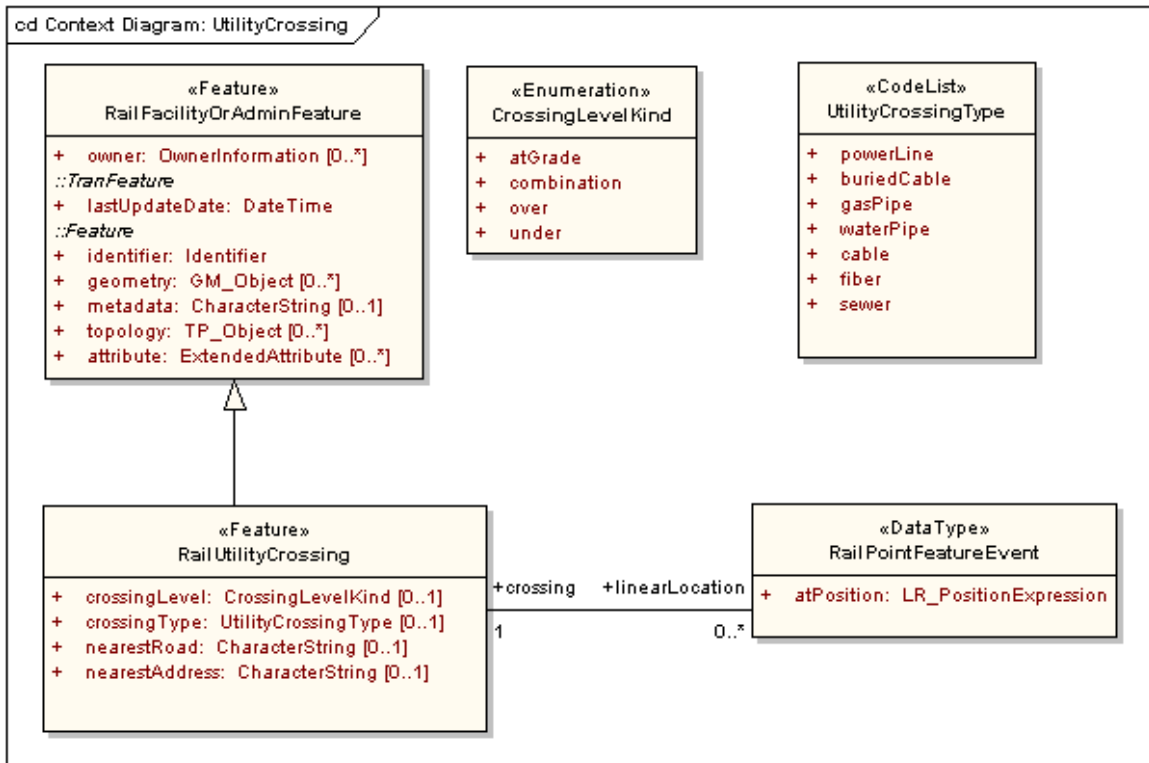 cd Context Diagram: UtilityCrossing
«Feature»
RailFacilityOrAdminFeature
+ owner: OwnerInformation [0..*]
::TranFeature
+ lastUpdateDate: DateTime
::Feature
+ identifier: Identifier
+ geometry: GM_Object [0..*]
+ metadata: CharacterString [0..1]
+ topology: TP_Object [0..*]
+ attribute: ExtendedAttribute [0..*]
«Enumeration»
CrossingLevelKind
+ atGrade
+ combination
+ over
+ under
«CodeList»
UtilityCrossingType
+ powerLine
+ buriedCable
+ gasPipe
+ waterPipe
+ cable
+ fiber
+ sewer
«Feature»
RailUtilityCrossing
+ crossingLevel: CrossingLevelKind [0..1]
+ crossingType: UtilityCrossingType [0..1]
+ nearestRoad: CharacterString [0..1]
+ nearestAddress: CharacterString [0..1]
+crossing +linearLocation
1 0..*
«DataType»
RailPointFeatureEvent
+ atPosition: LR_PositionExpression